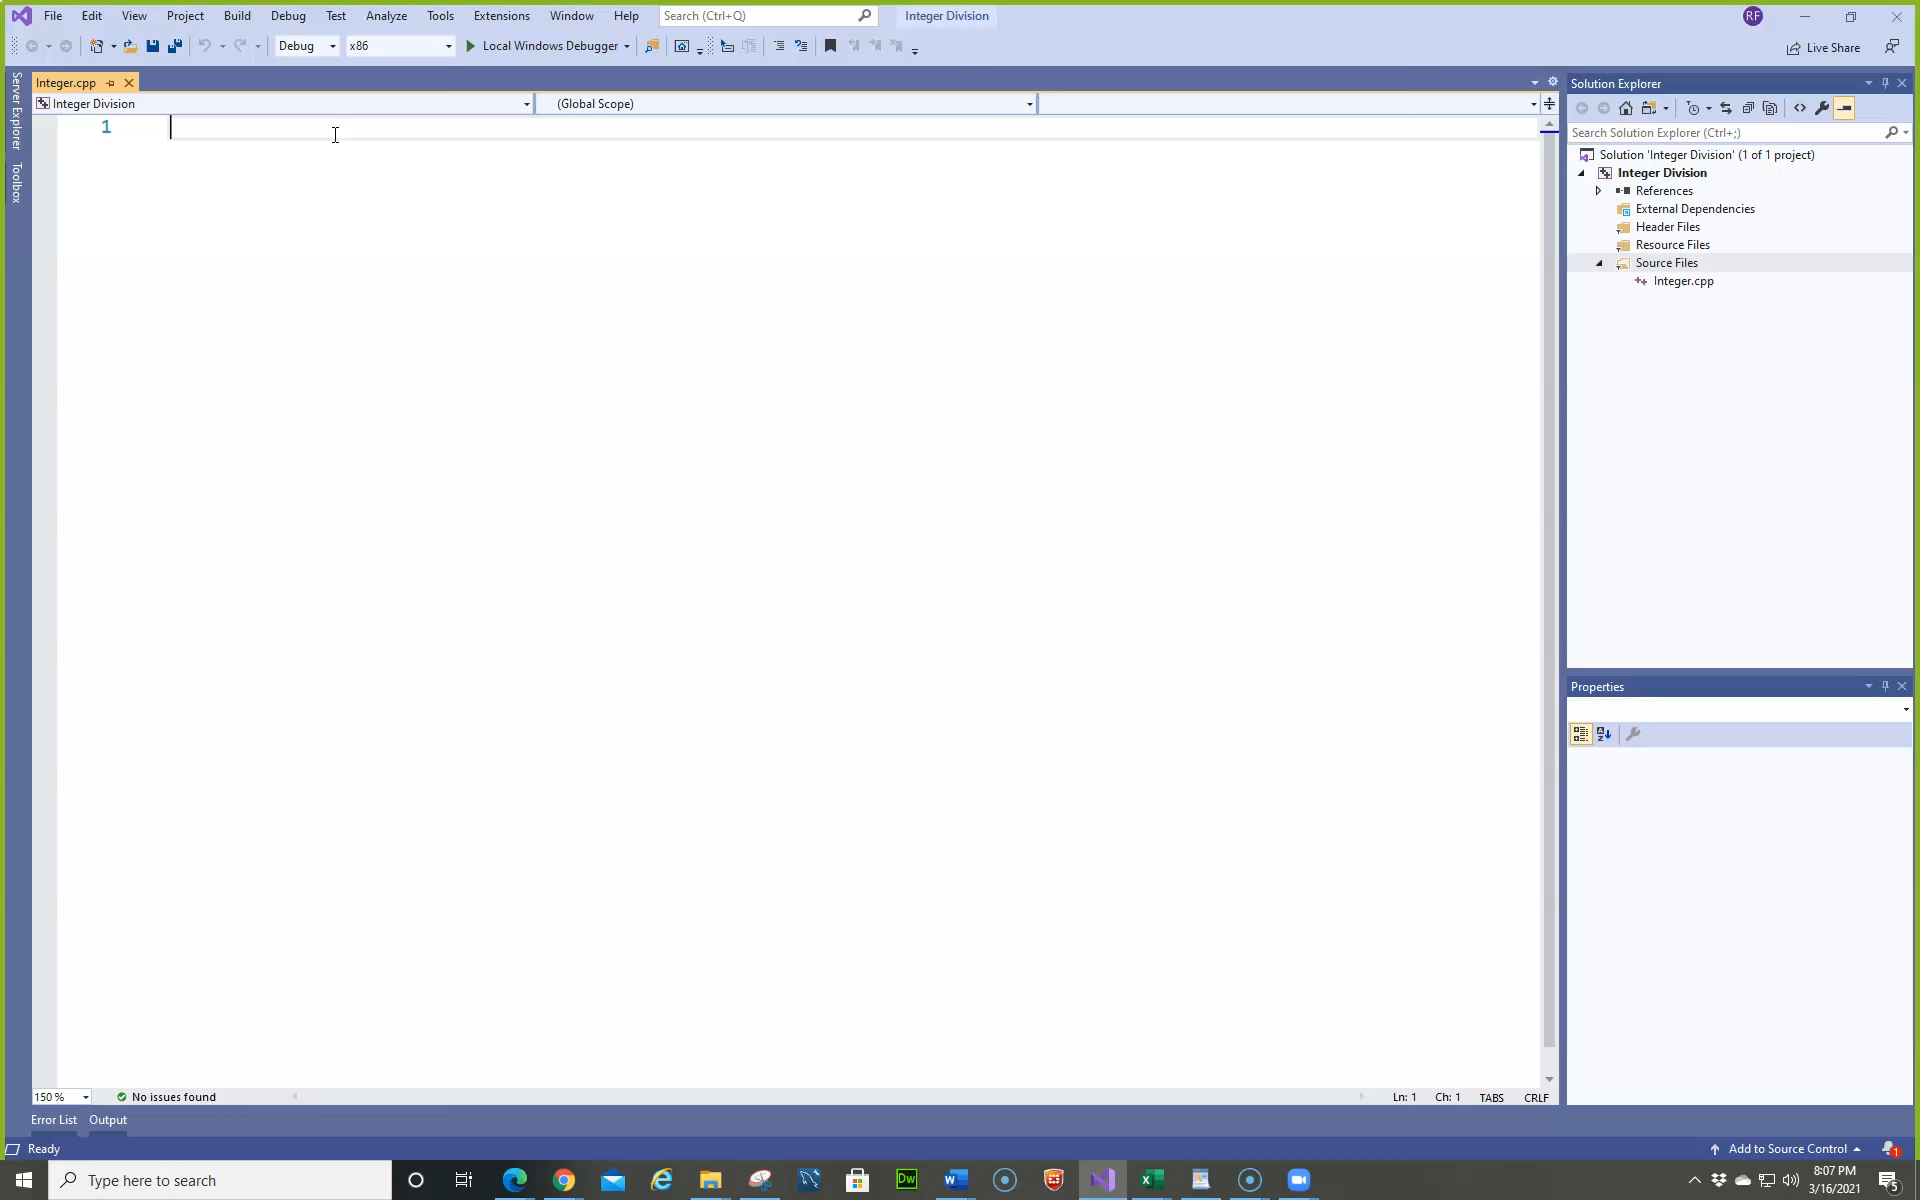 File Edit View Project Build Debug Test Analyze Tools Extensions Window Help Search (Ctrl+Q) Integer Division RF
Debug x86 Local Windows Debugger Live Share
Server Explorer
Toolbox
Integer.cpp
Integer Division (Global Scope)
1
150 % No issues found Ln: 1 Ch: 1 TABS CRLF
Solution Explorer
Search Solution Explorer (Ctrl+;)
Solution 'Integer Division' (1 of 1 project)
Integer Division
References
External Dependencies
Header Files
Resource Files
Source Files
Integer.cpp
Properties
Error List Output
Ready Add to Source Control 1
Type here to search
Dw
8:07 PM
3/16/2021
5